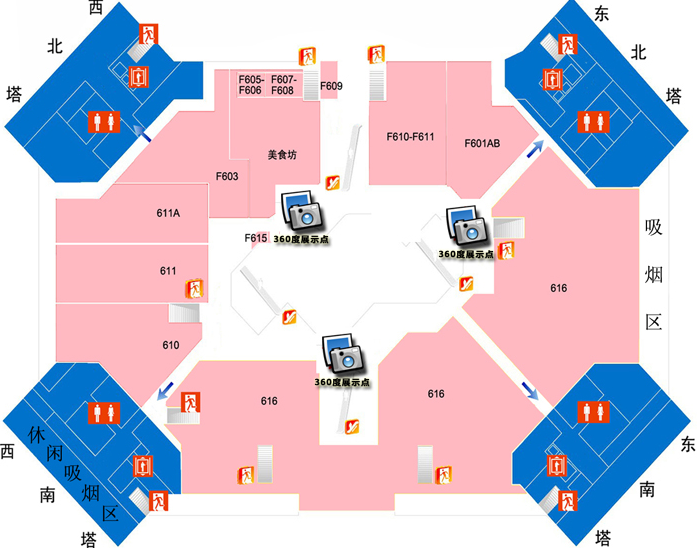 西
北
塔
东
北
塔
F605-
F606
F607-
F608
F609
美食坊
F610-F611
F601AB
F603
611A
360度展示点
F615
360度展示点
吸
烟
区
611
616
610
360度展示点
616
616
西
南
塔
休
闲
吸
烟
区
东
南
塔